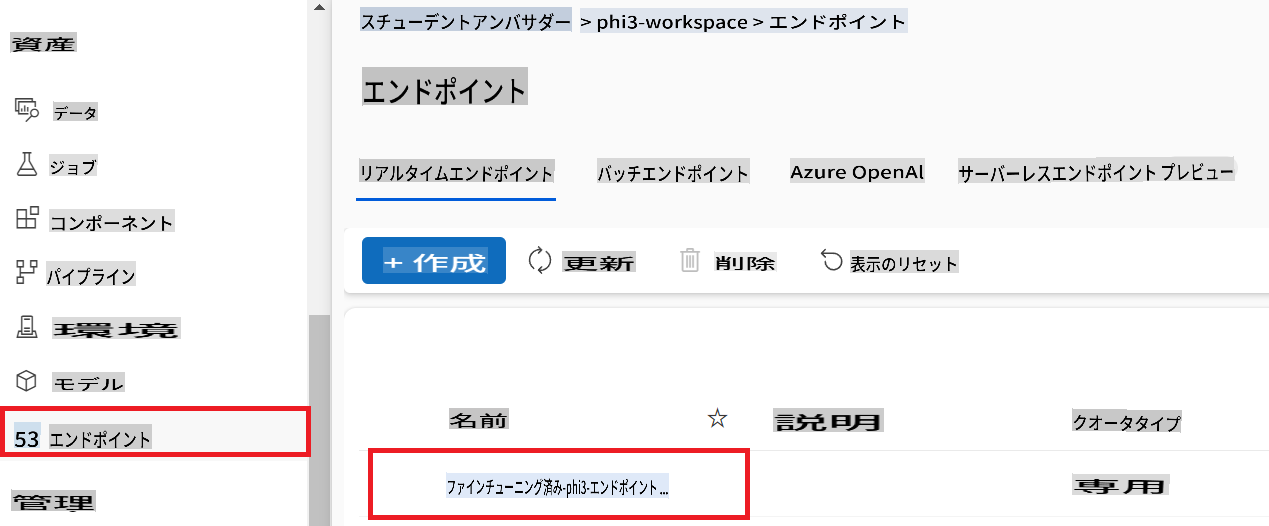 資産
データ
ジョブ
コンポーネント
パイプライン
環境
モデル
53 エンドポイント
管理
スチューデントアンバサダー > phi3-workspace > エンドポイント
エンドポイント
リアルタイムエンドポイント バッチエンドポイント Azure OpenAl サーバーレスエンドポイントプレビュー
+ 作成 更新 削除 表示のリセット
名前 説明 クオータタイプ
ファインチューニング済み-phi3-エンドポイント... 専用